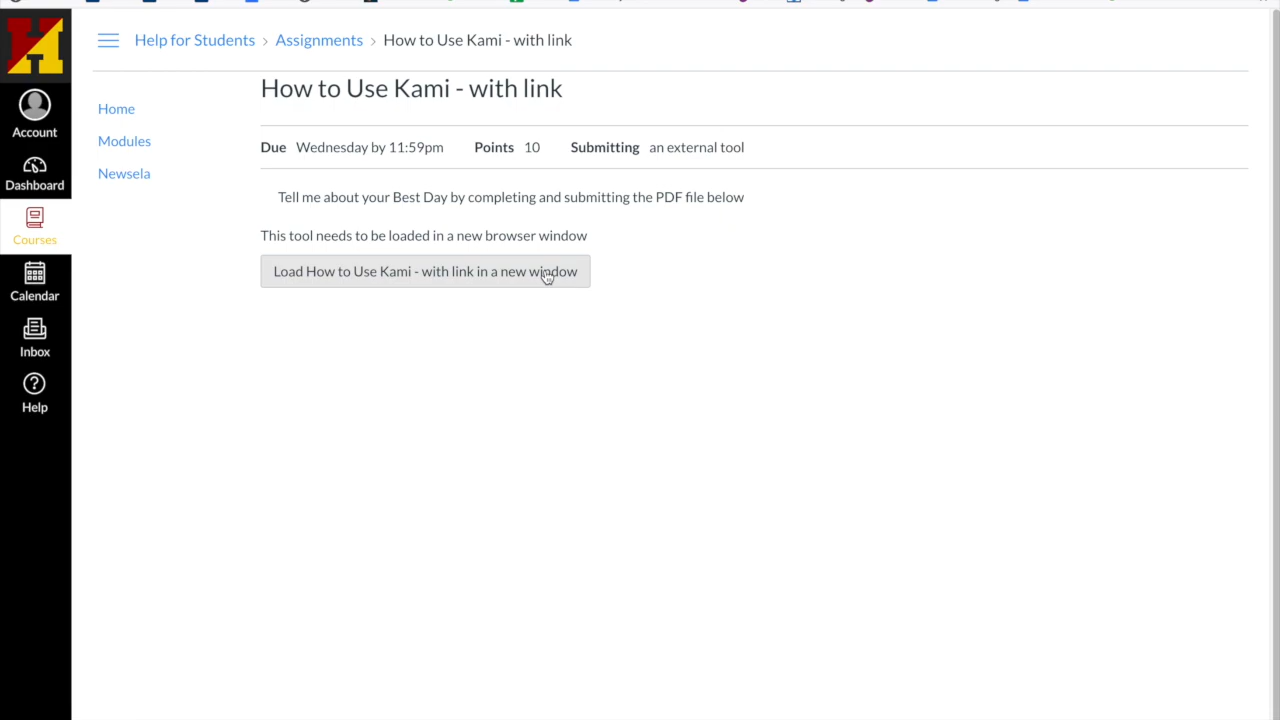 Help for Students › Assignments › How to Use Kami - with link
How to Use Kami - with link
Home
Modules
Newsela
Due Wednesday by 11:59pm Points 10 Submitting an external tool
Tell me about your Best Day by completing and submitting the PDF file below
This tool needs to be loaded in a new browser window
Load How to Use Kami - with link in a new window
H
Account
Dashboard
Courses
Calendar
Inbox
Help